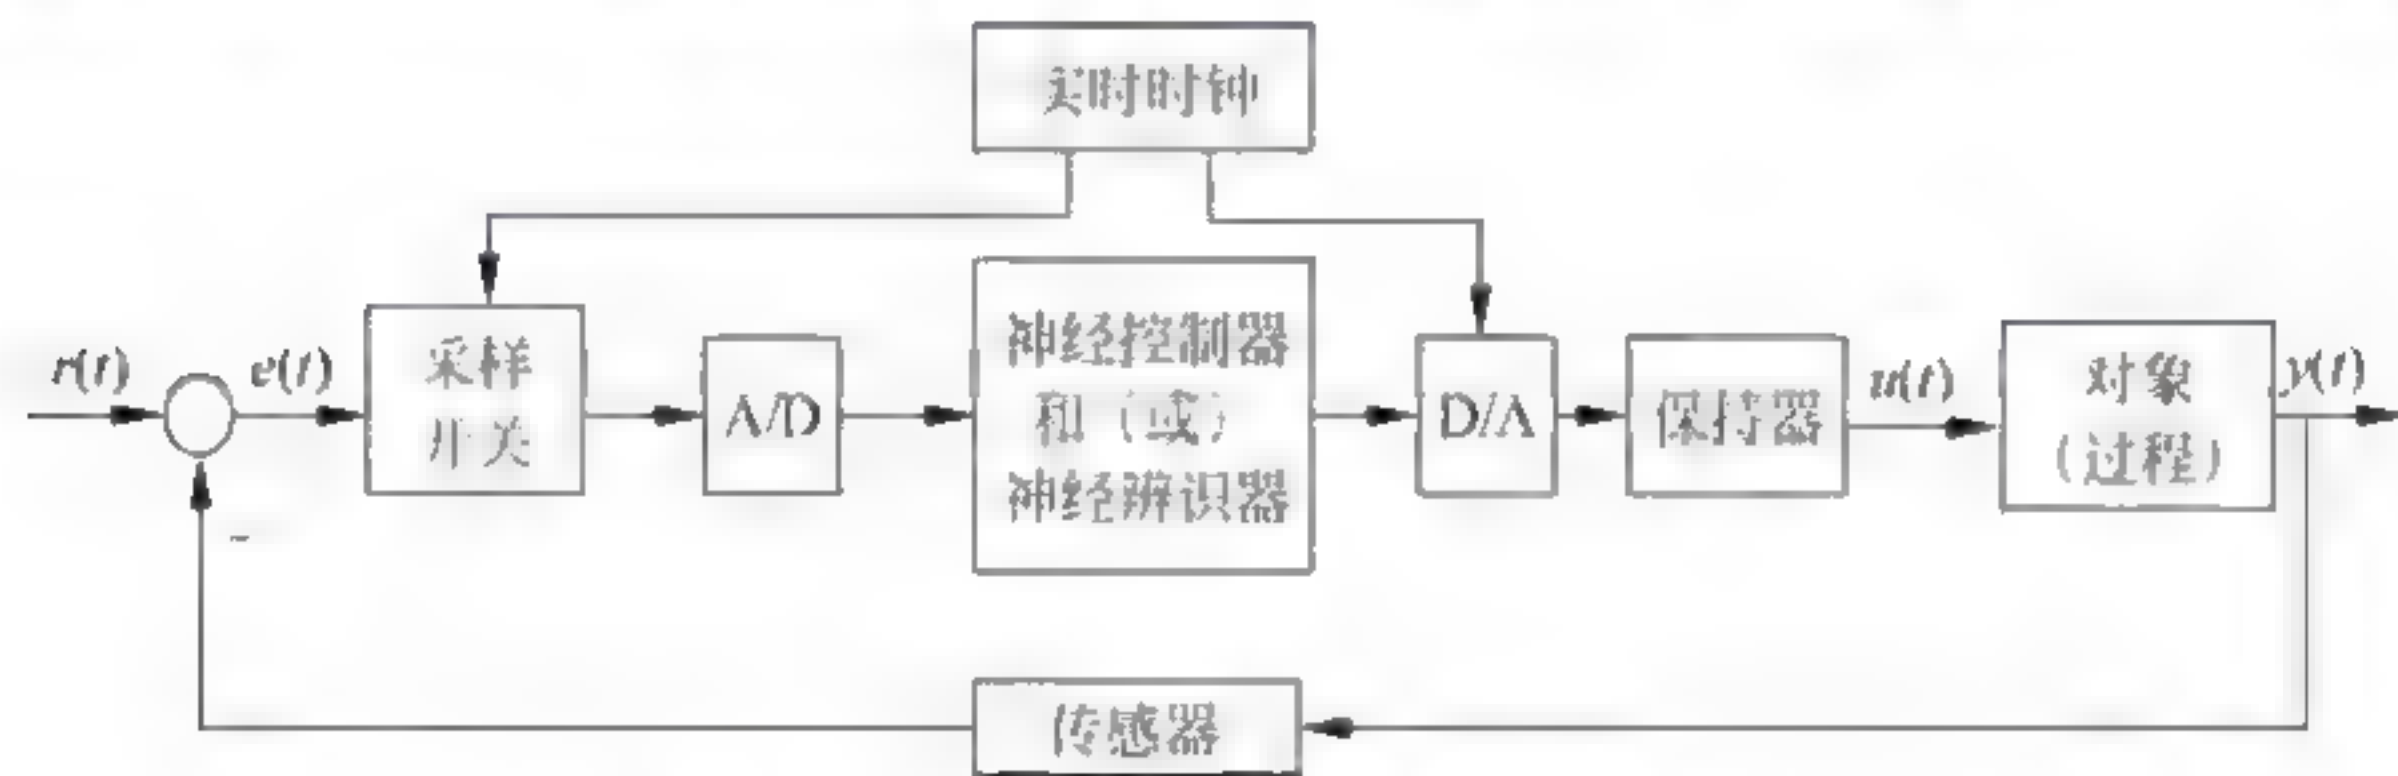 实时时钟
r(t)
e(t)
采样
开关
A/D
神经控制器
和（或）
神经辨识器
D/A
保持器
u(t)
对象
（过程）
y(t)
-
传感器